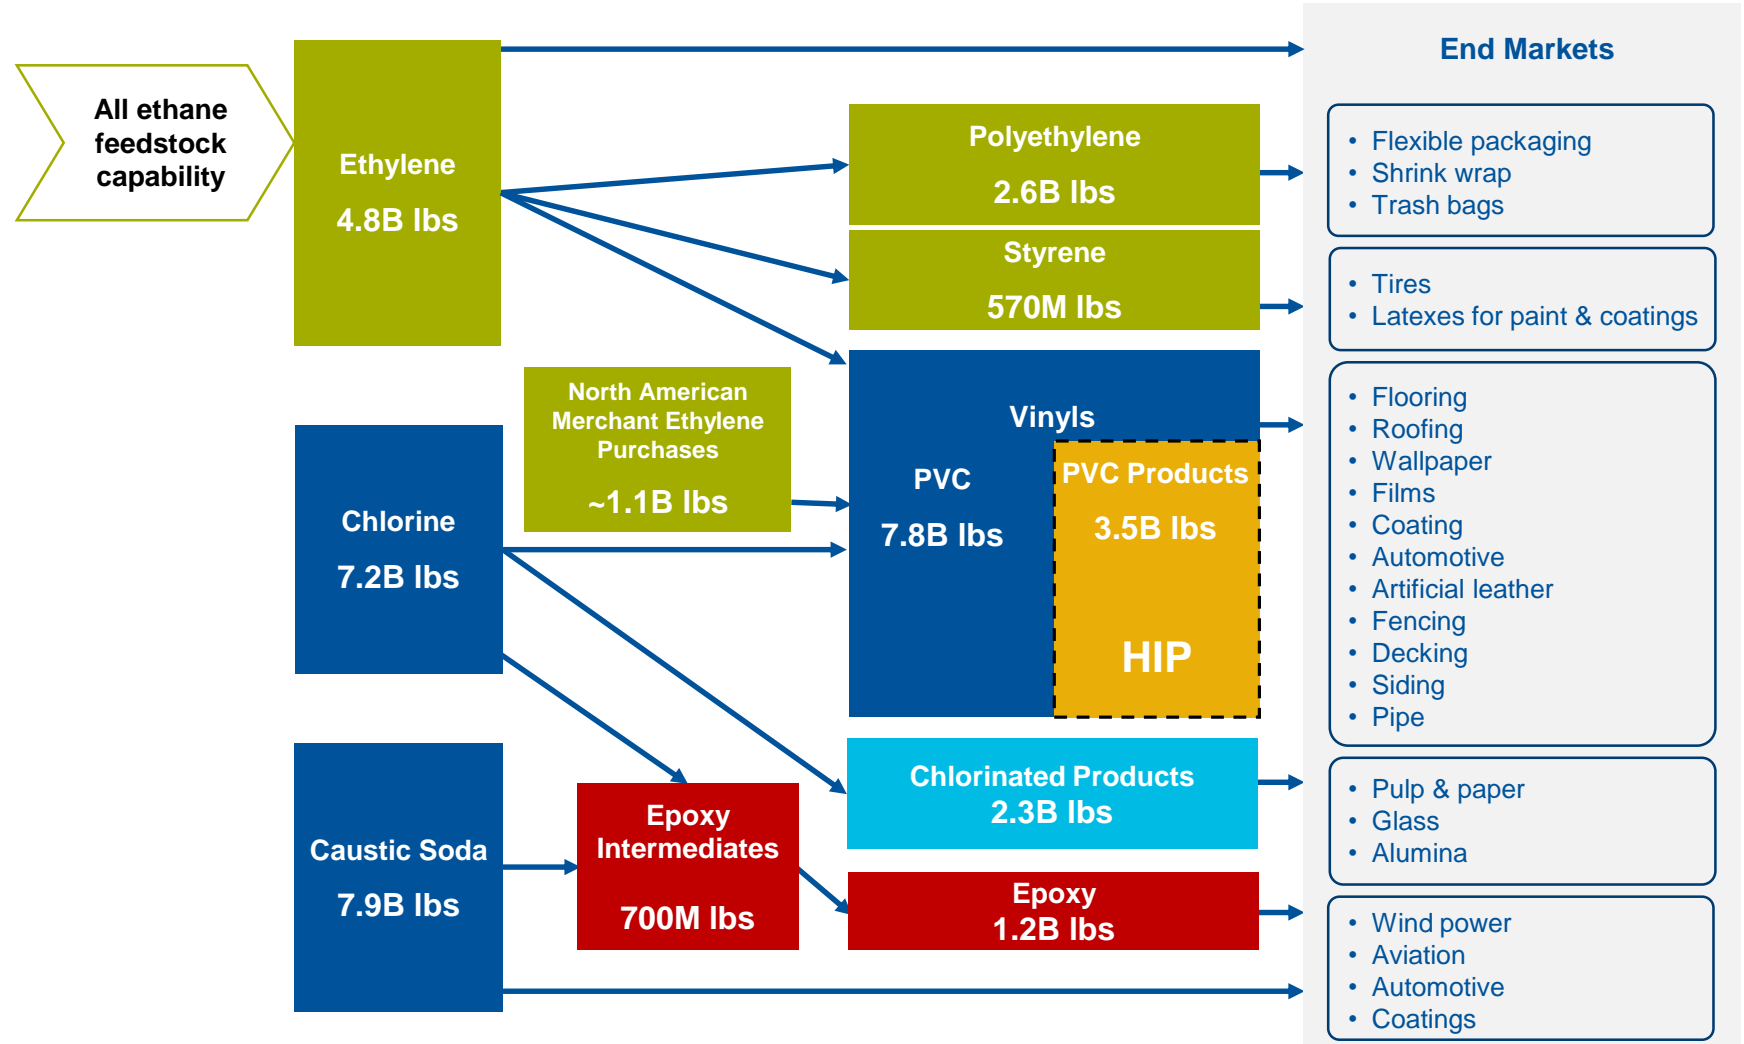 All ethane
feedstock
capability
Ethylene
4.8B lbs
Chlorine
7.2B lbs
Caustic Soda
7.9B lbs
North American
Merchant Ethylene
Purchases
~1.1B lbs
Epoxy
Intermediates
700M lbs
Polyethylene
2.6B lbs
Styrene
570M lbs
Vinyls
PVC
7.8B lbs
PVC Products
3.5B lbs
HIP
Chlorinated Products
2.3B lbs
Epoxy
1.2B lbs
End Markets
• Flexible packaging
• Shrink wrap
• Trash bags
• Tires
• Latexes for paint & coatings
• Flooring
• Roofing
• Wallpaper
• Films
• Coating
• Automotive
• Artificial leather
• Fencing
• Decking
• Siding
• Pipe
• Pulp & paper
• Glass
• Alumina
• Wind power
• Aviation
• Automotive
• Coatings